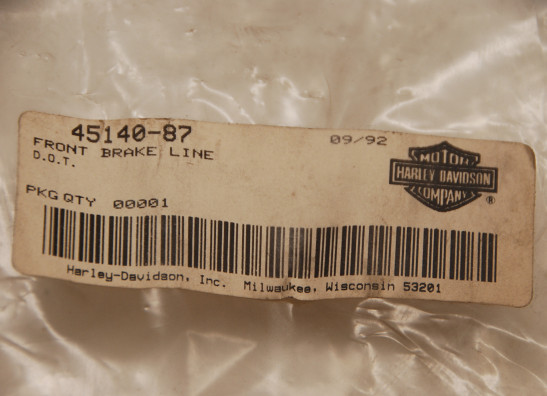 45140-87
09/92
FRONT BRAKE LINE
D.O.T.
MOTOR
HARLEY DAVIDSON
COMPANY
®
PKG QTY 00001
Harley-Davidson, Inc. Milwaukee, Wisconsin 53201